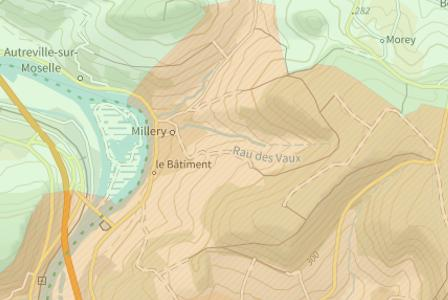 282
Morey
Autreville-sur-
Moselle
Millery
Rau des Vaux
le Bâtiment
300